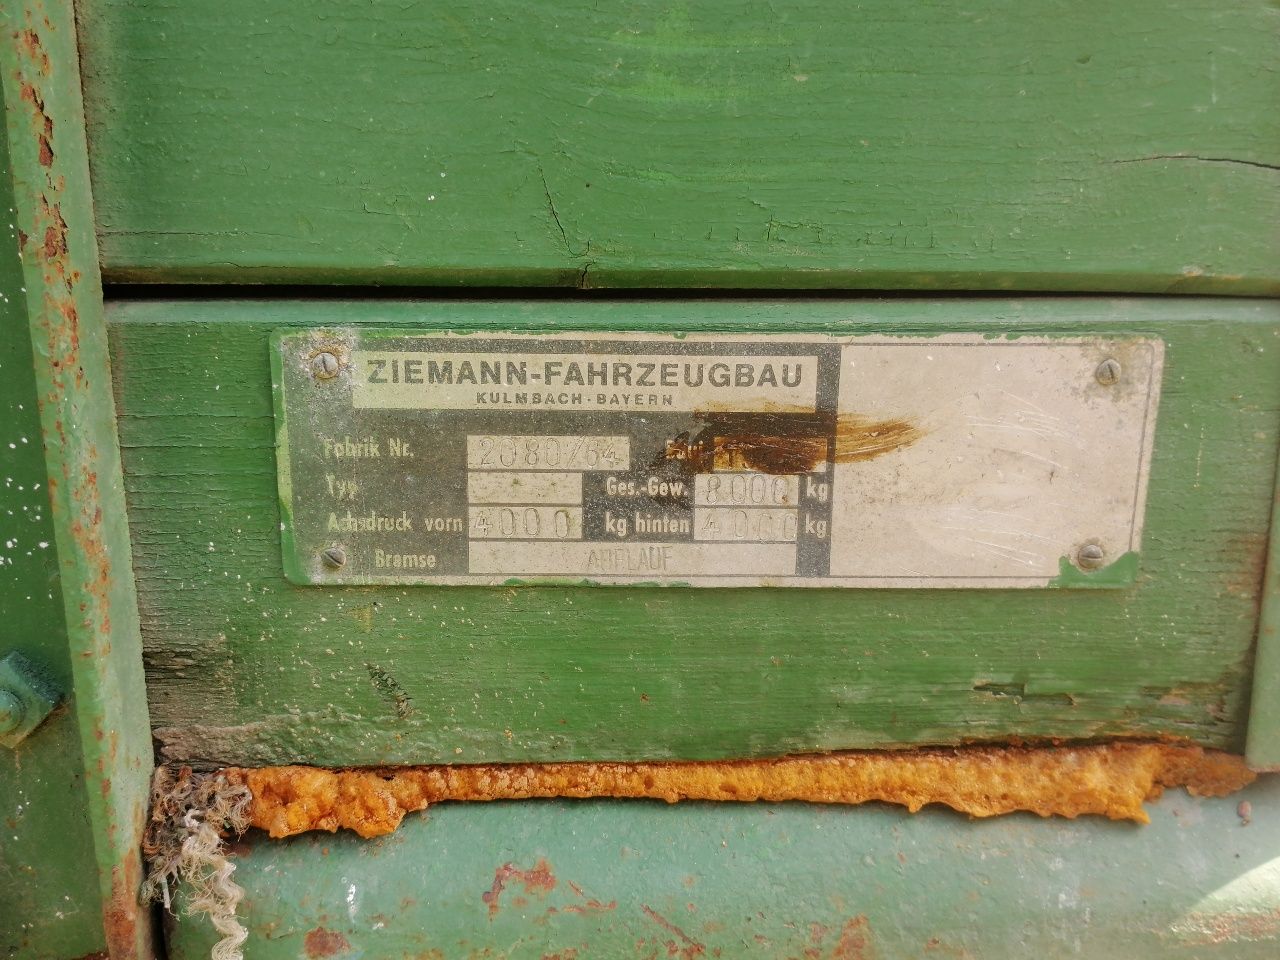 ZIEMANN-FAHRZEUGBAU
KULMBACH-BAYERN
Fabrik Nr. 2080/64
Typ Ges.-Gew. 8000 kg
Achsdruck vorn 4000 kg hinten 4000 kg
Bremse AUFLAUF